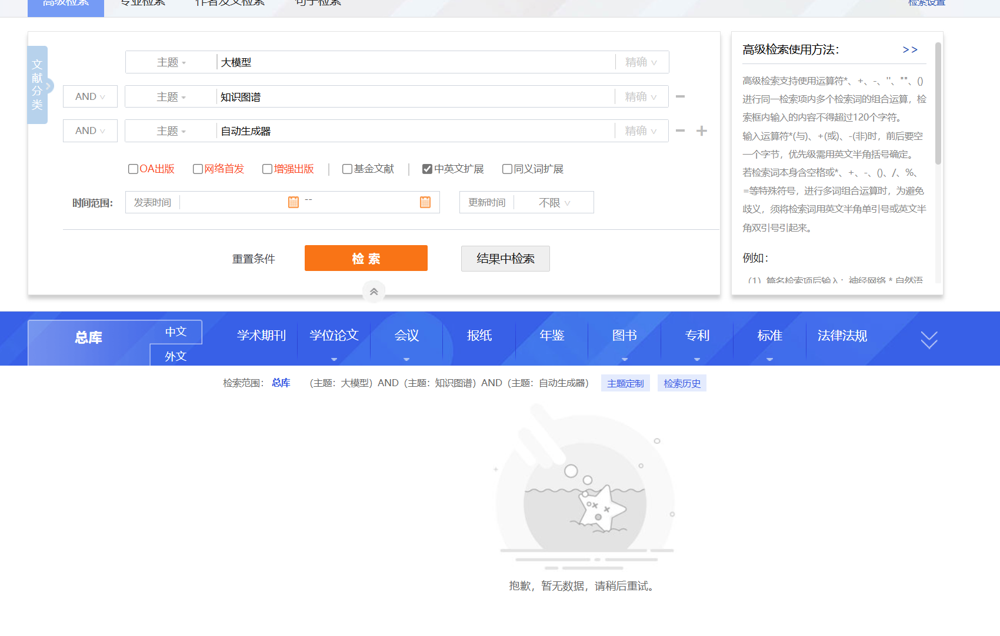 高级检索 专业检索 作者发文检索 句子检索 检索设置
文献分类
主题 大模型 精确
AND 主题 知识图谱 精确
AND 主题 自动生成器 精确
OA出版 网络首发 增强出版 基金文献 中英文扩展 同义词扩展
时间范围: 发表时间 -- 更新时间 不限
重置条件 检索 结果中检索
高级检索使用方法: >>
高级检索支持使用运算符*、+、-、''、""、()
进行同一检索项内多个检索词的组合运算，检
索框内输入的内容不得超过120个字符。
输入运算符*(与)、+(或)、-(非)时，前后要空
一个字节，优先级需用英文半角括号确定。
若检索词本身含空格或*、+、-、()、/、%、
=等特殊符号，进行多词组合运算时，为避免
歧义，须将检索词用英文半角单引号或英文半
角双引号引起来。
例如：
（1）篇名检索项后输入：神经网络 * 自然语
总库 中文 外文 学术期刊 学位论文 会议 报纸 年鉴 图书 专利 标准 法律法规
检索范围：总库 （主题：大模型）AND（主题：知识图谱）AND（主题：自动生成器） 主题定制 检索历史
抱歉，暂无数据，请稍后重试。